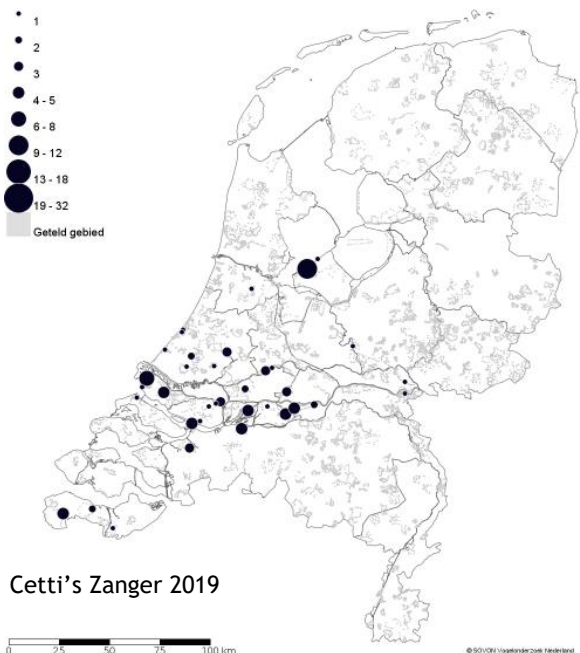 1
2
3
4 - 5
6 - 8
9 - 12
13 - 18
19 - 32
Geteld gebied
Cetti's Zanger 2019
0 25 50 75 100 km
© SOVON Vogelonderzoek Nederland